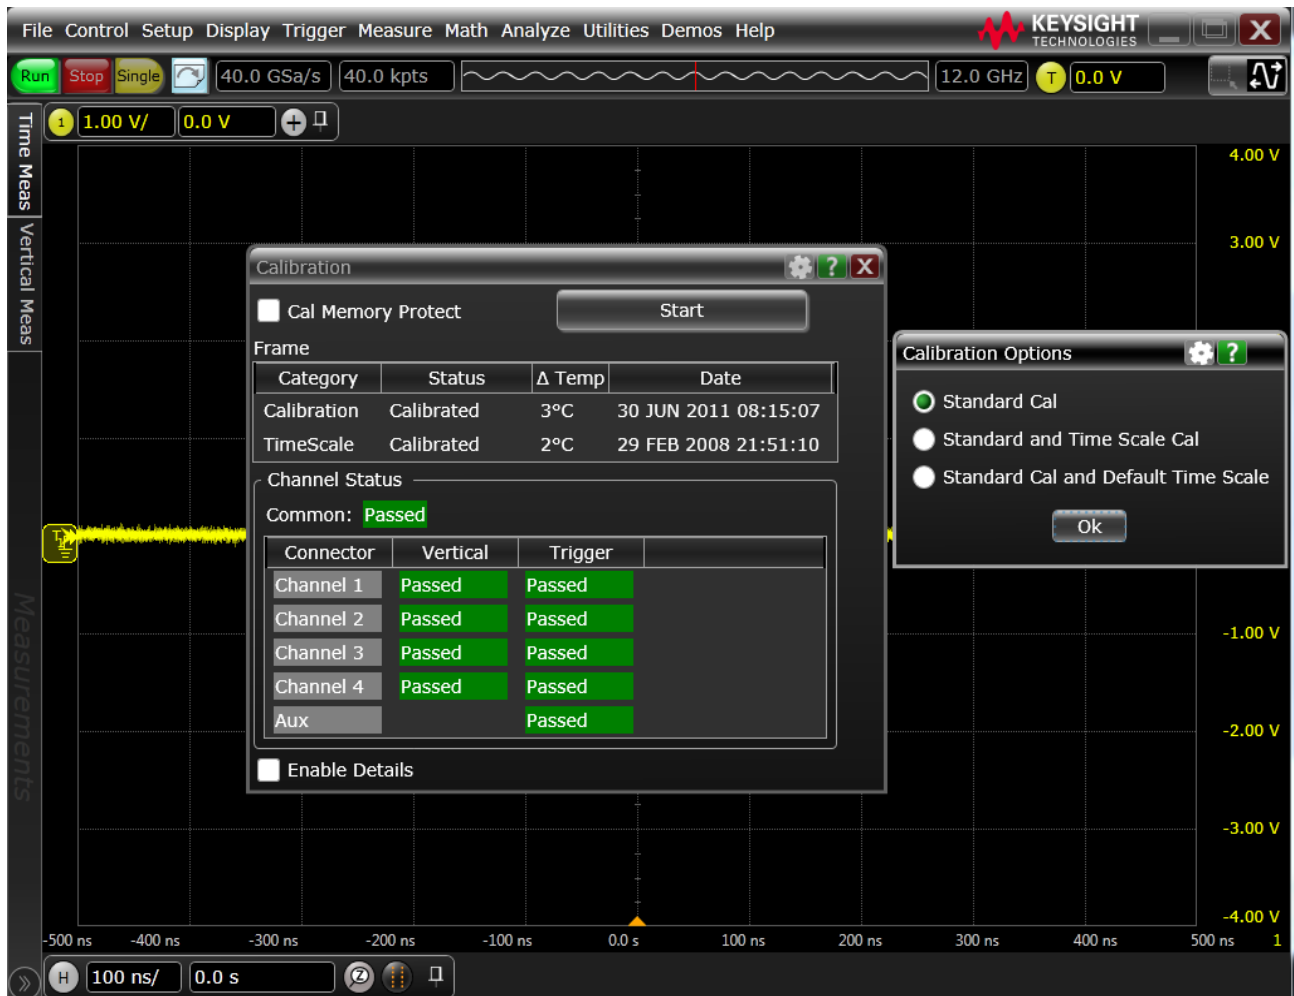 File Control Setup Display Trigger Measure Math Analyze Utilities Demos Help
KEYSIGHT
TECHNOLOGIES
X
Run Stop Single 40.0 GSa/s 40.0 kpts 12.0 GHz T 0.0 V
1 1.00 V/ 0.0 V
Time Meas
Vertical Meas
Measurements
4.00 V
3.00 V
Calibration ? X
Cal Memory Protect Start
Frame
Category Status Δ Temp Date
Calibration Calibrated 3°C 30 JUN 2011 08:15:07
TimeScale Calibrated 2°C 29 FEB 2008 21:51:10
Channel Status
Common: Passed
Connector Vertical Trigger
Channel 1 Passed Passed
Channel 2 Passed Passed
Channel 3 Passed Passed
Channel 4 Passed Passed
Aux Passed
Enable Details
Calibration Options ?
Standard Cal
Standard and Time Scale Cal
Standard Cal and Default Time Scale
Ok
T
-1.00 V
-2.00 V
-3.00 V
-4.00 V
-500 ns -400 ns -300 ns -200 ns -100 ns 0.0 s 100 ns 200 ns 300 ns 400 ns 500 ns 1
H 100 ns/ 0.0 s Z